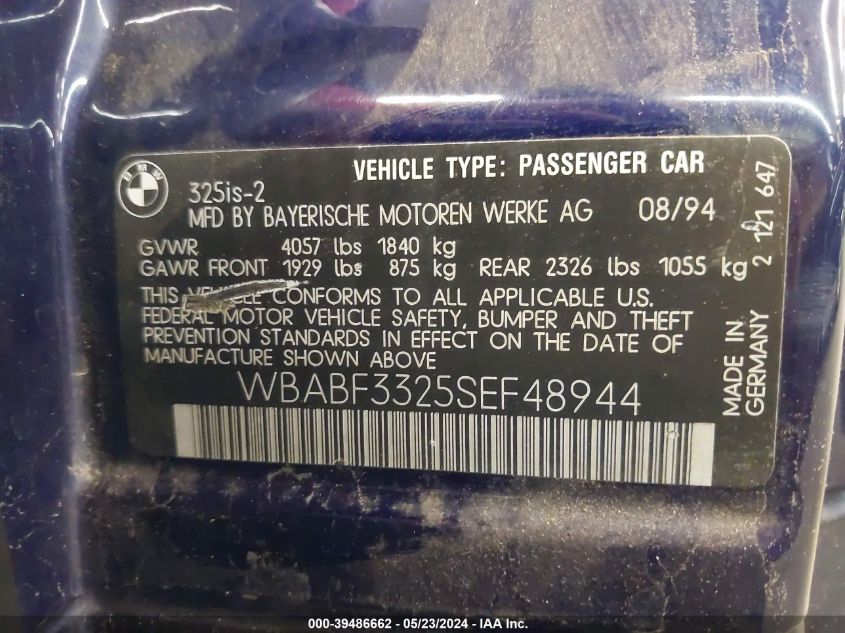 BMW
VEHICLE TYPE: PASSENGER CAR
325is-2
MFD BY BAYERISCHE MOTOREN WERKE AG 08/94
GVWR 4057 lbs 1840 kg
GAWR FRONT 1929 lbs 875 kg REAR 2326 lbs 1055 kg
THIS VEHICLE CONFORMS TO ALL APPLICABLE U.S.
FEDERAL MOTOR VEHICLE SAFETY, BUMPER AND THEFT
PREVENTION STANDARDS IN EFFECT ON THE DATE OF
MANUFACTURE SHOWN ABOVE
WBABF3325SEF48944
2 121 647
MADE IN
GERMANY
000-39486662 - 05/23/2024 - IAA Inc.